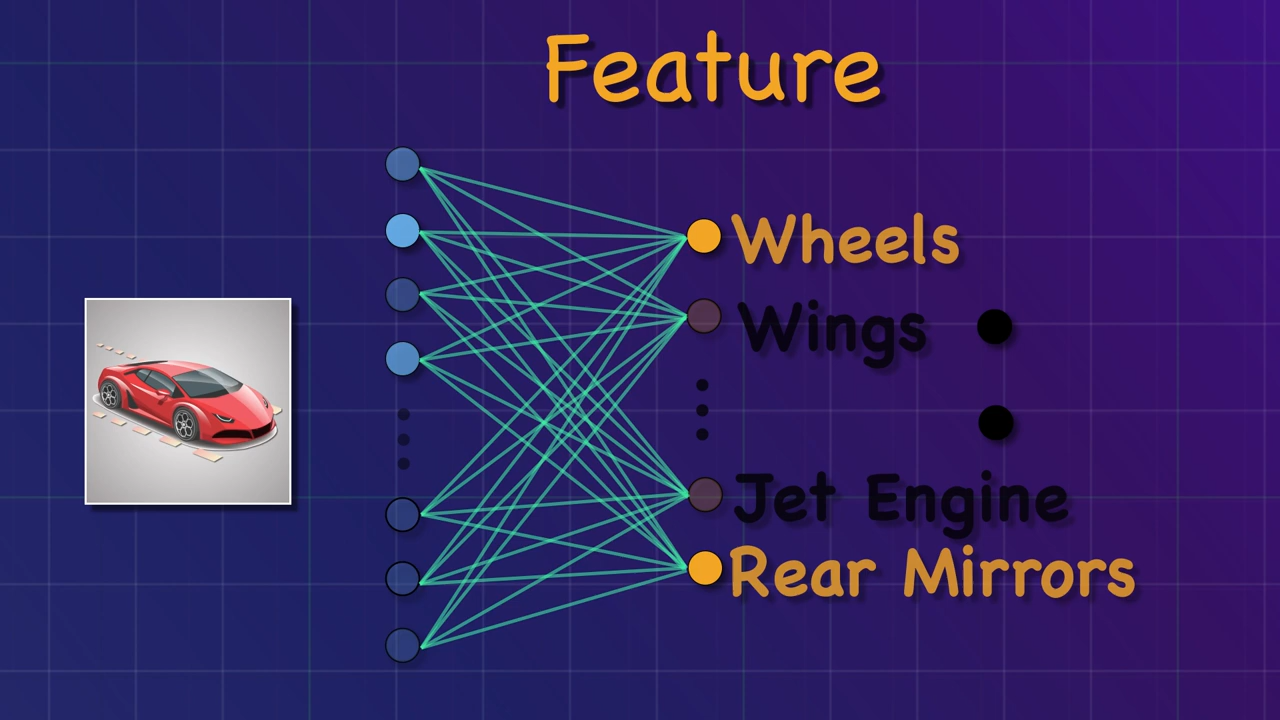 Feature
Wheels
Wings
Jet Engine
Rear Mirrors